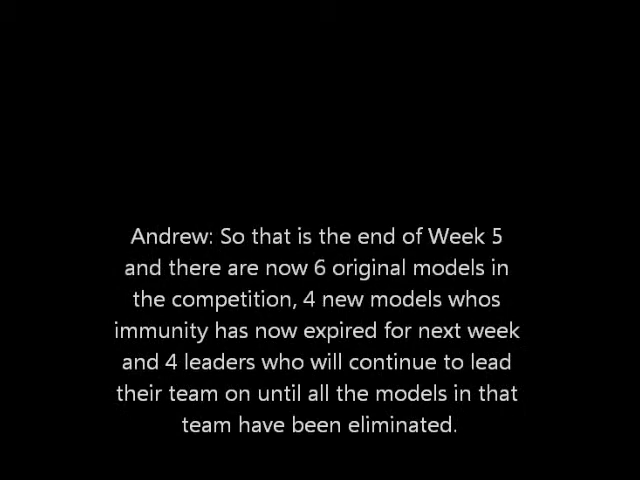 Andrew: So that is the end of Week 5
and there are now 6 original models in
the competition, 4 new models whos
immunity has now expired for next week
and 4 leaders who will continue to lead
their team on until all the models in that
team have been eliminated.